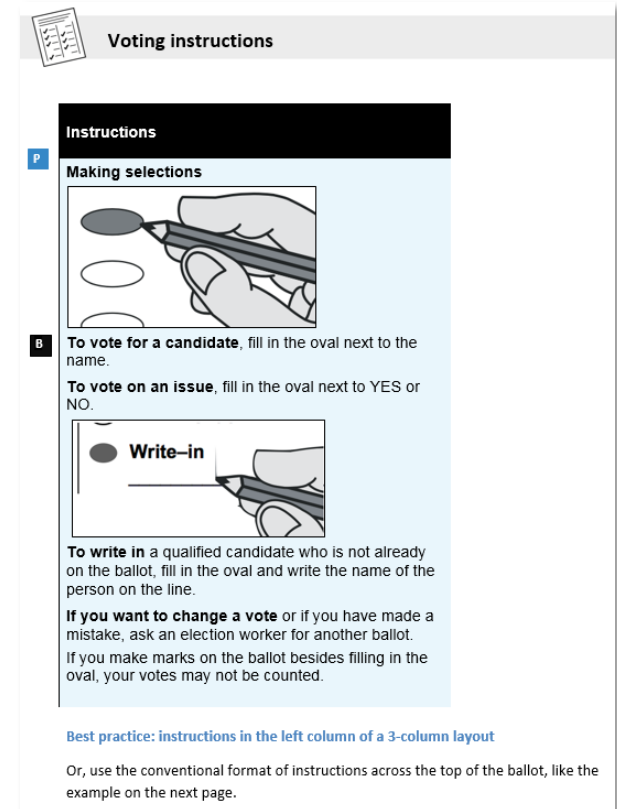 Voting instructions
Instructions
P
Making selections
B
To vote for a candidate, fill in the oval next to the
name.
To vote on an issue, fill in the oval next to YES or
NO.
Write–in
To write in a qualified candidate who is not already
on the ballot, fill in the oval and write the name of the
person on the line.
If you want to change a vote or if you have made a
mistake, ask an election worker for another ballot.
If you make marks on the ballot besides filling in the
oval, your votes may not be counted.
Best practice: instructions in the left column of a 3-column layout
Or, use the conventional format of instructions across the top of the ballot, like the
example on the next page.